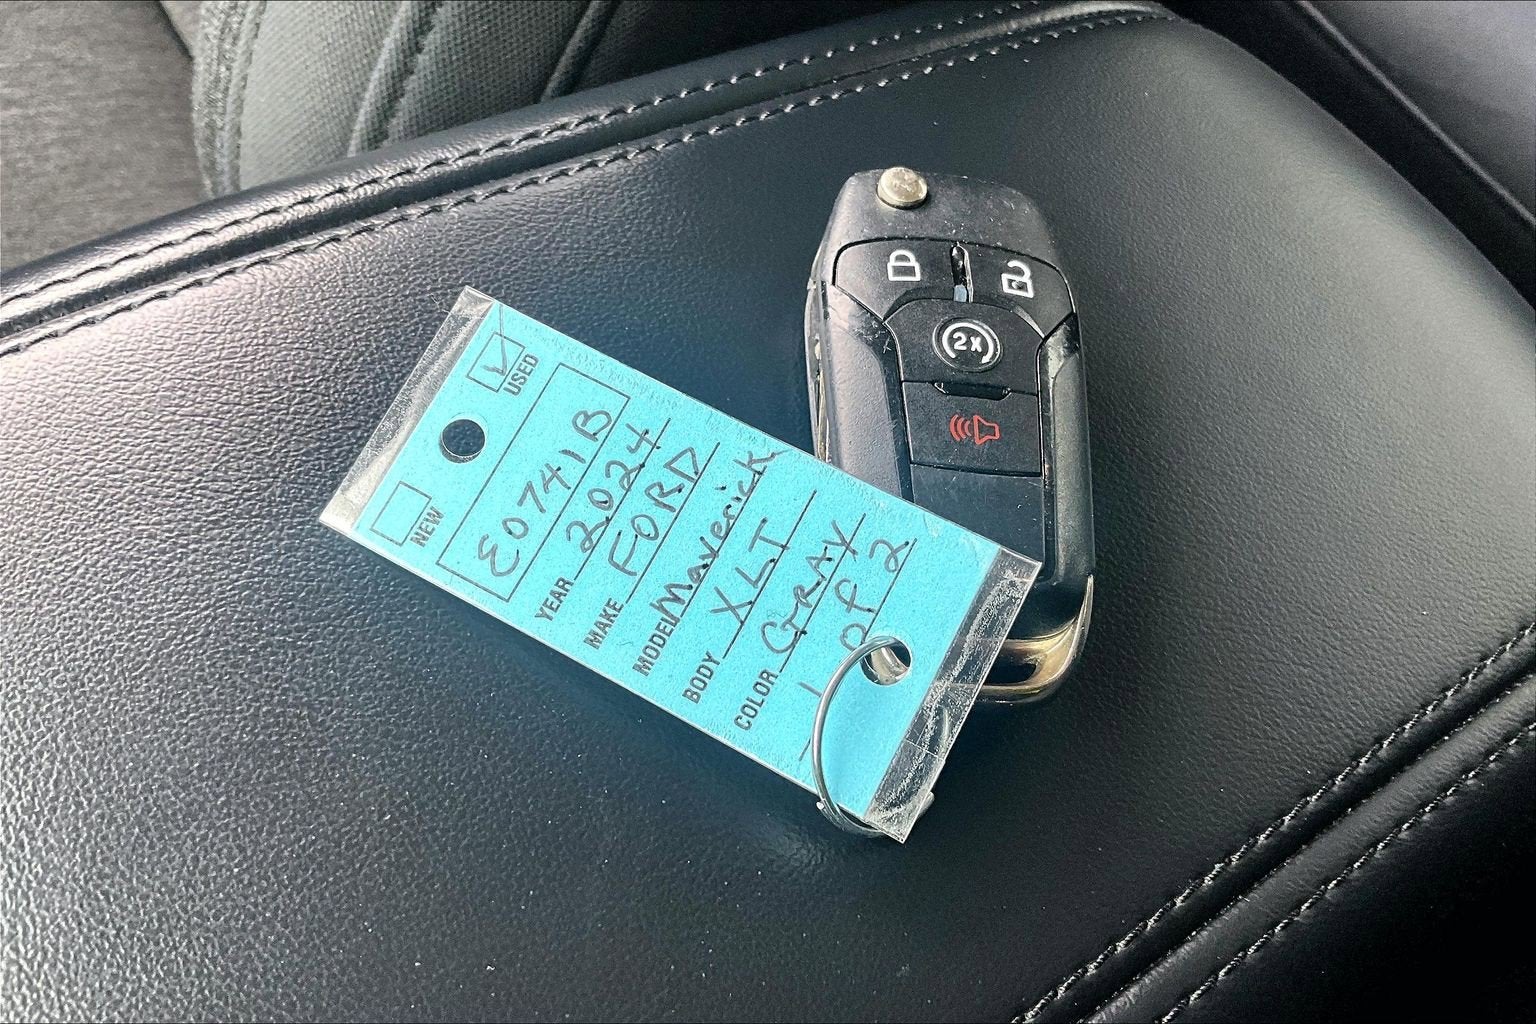 ✓ USED
NEW
E0741B
YEAR 2024
MAKE FORD
MODEL Maverick
BODY XLT
COLOR GRAY
1 of 2
2x